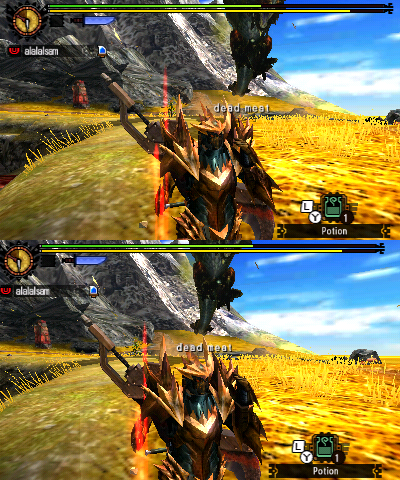 alalalsam
dead meat
L
Y
1
Potion
alalalsam
dead meat
L
Y
1
Potion